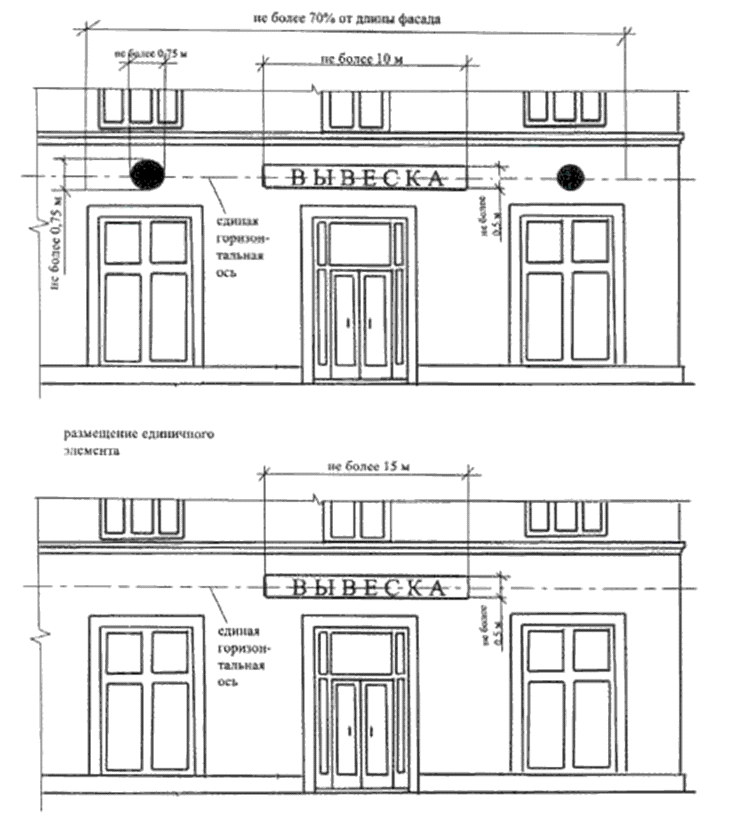 не более 70% от длины фасада
не более 0,75 м
не более 10 м
ВЫВЕСКА
не более 0,75 м
единая
горизон-
тальная
ось
не более
0.5 м
размещение единичного
элемента
не более 15 м
ВЫВЕСКА
единая
горизон-
тальная
ось
не более
0.5 м